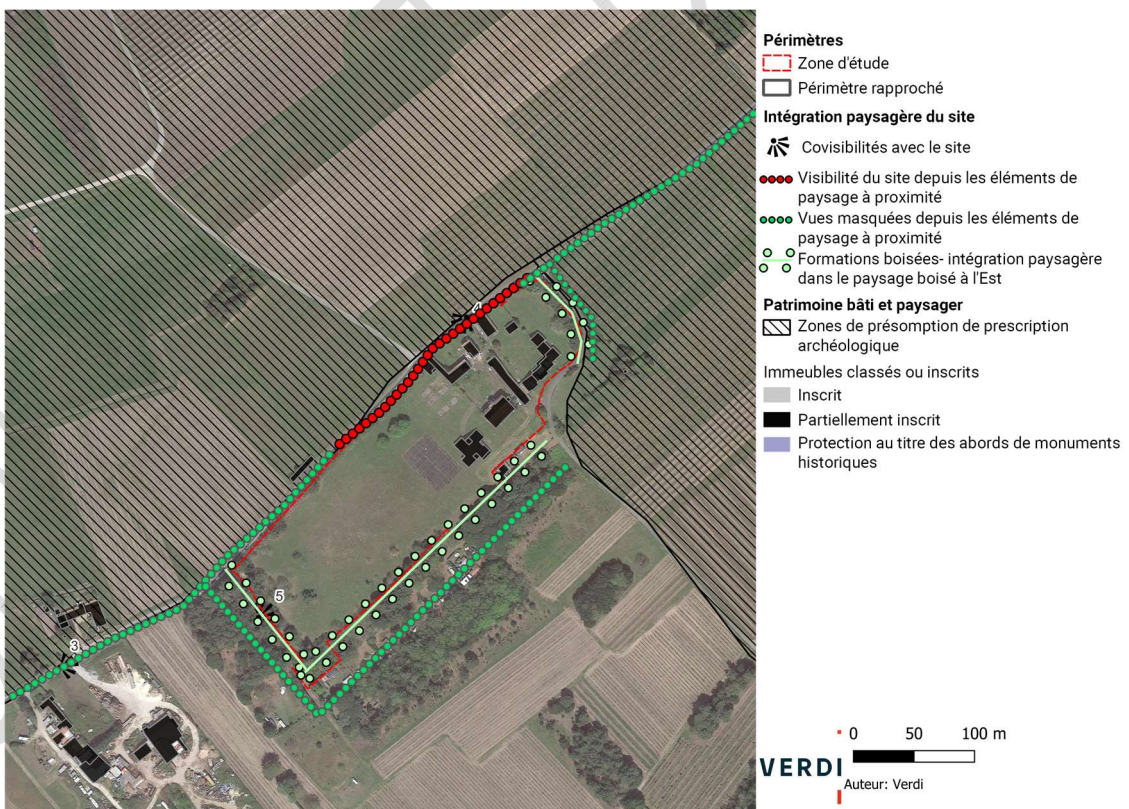 Périmètres
Zone d'étude
Périmètre rapproché
Intégration paysagère du site
Covisibilités avec le site
Visibilité du site depuis les éléments de
paysage à proximité
Vues masquées depuis les éléments de
paysage à proximité
Formations boisées- intégration paysagère
dans le paysage boisé à l'Est
Patrimoine bâti et paysager
Zones de présomption de prescription
archéologique
Immeubles classés ou inscrits
Inscrit
Partiellement inscrit
Protection au titre des abords de monuments
historiques
4
5
3
0 50 100 m
VERDI
Auteur: Verdi